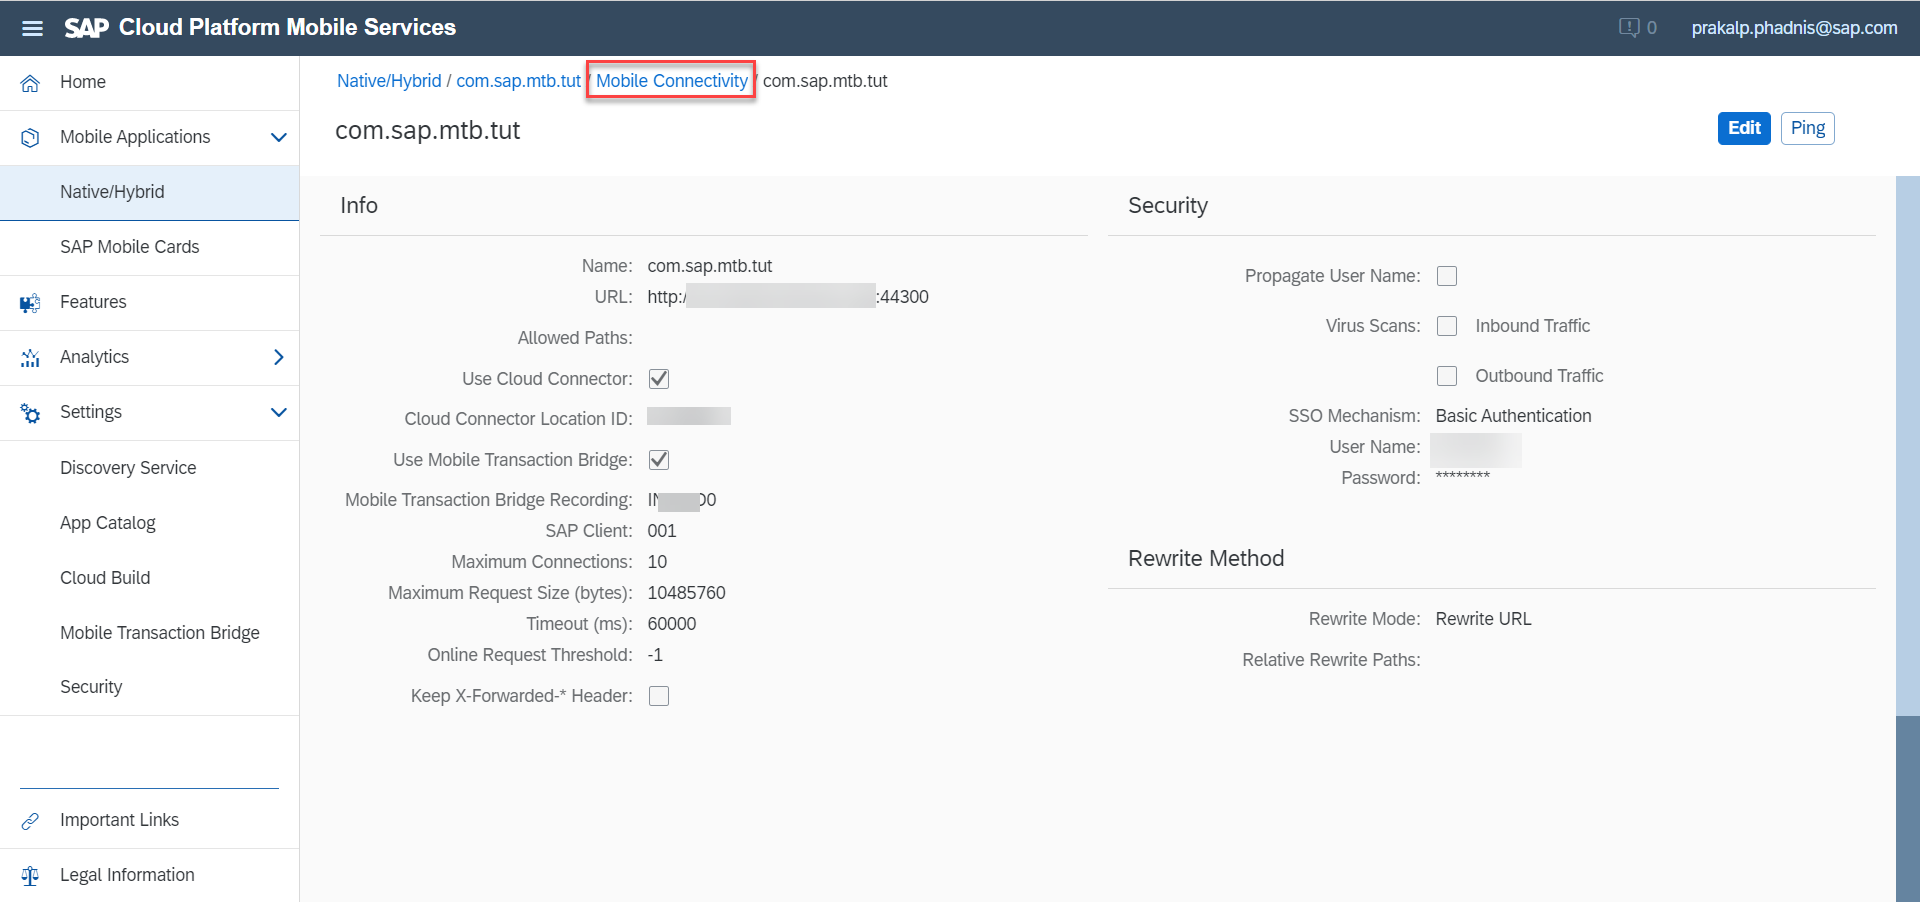 SAP Cloud Platform Mobile Services
0
prakalp.phadnis@sap.com
Home
Mobile Applications
Native/Hybrid
SAP Mobile Cards
Features
Analytics
Settings
Discovery Service
App Catalog
Cloud Build
Mobile Transaction Bridge
Security
Important Links
Legal Information
Native/Hybrid / com.sap.mtb.tut / Mobile Connectivity / com.sap.mtb.tut
com.sap.mtb.tut
Edit
Ping
Info
Name: com.sap.mtb.tut
URL: http:/ :44300
Allowed Paths:
Use Cloud Connector:
Cloud Connector Location ID:
Use Mobile Transaction Bridge:
Mobile Transaction Bridge Recording:
SAP Client: 001
Maximum Connections: 10
Maximum Request Size (bytes): 10485760
Timeout (ms): 60000
Online Request Threshold: -1
Keep X-Forwarded-* Header:
Security
Propagate User Name:
Virus Scans: Inbound Traffic
Outbound Traffic
SSO Mechanism: Basic Authentication
User Name:
Password: ********
Rewrite Method
Rewrite Mode: Rewrite URL
Relative Rewrite Paths: